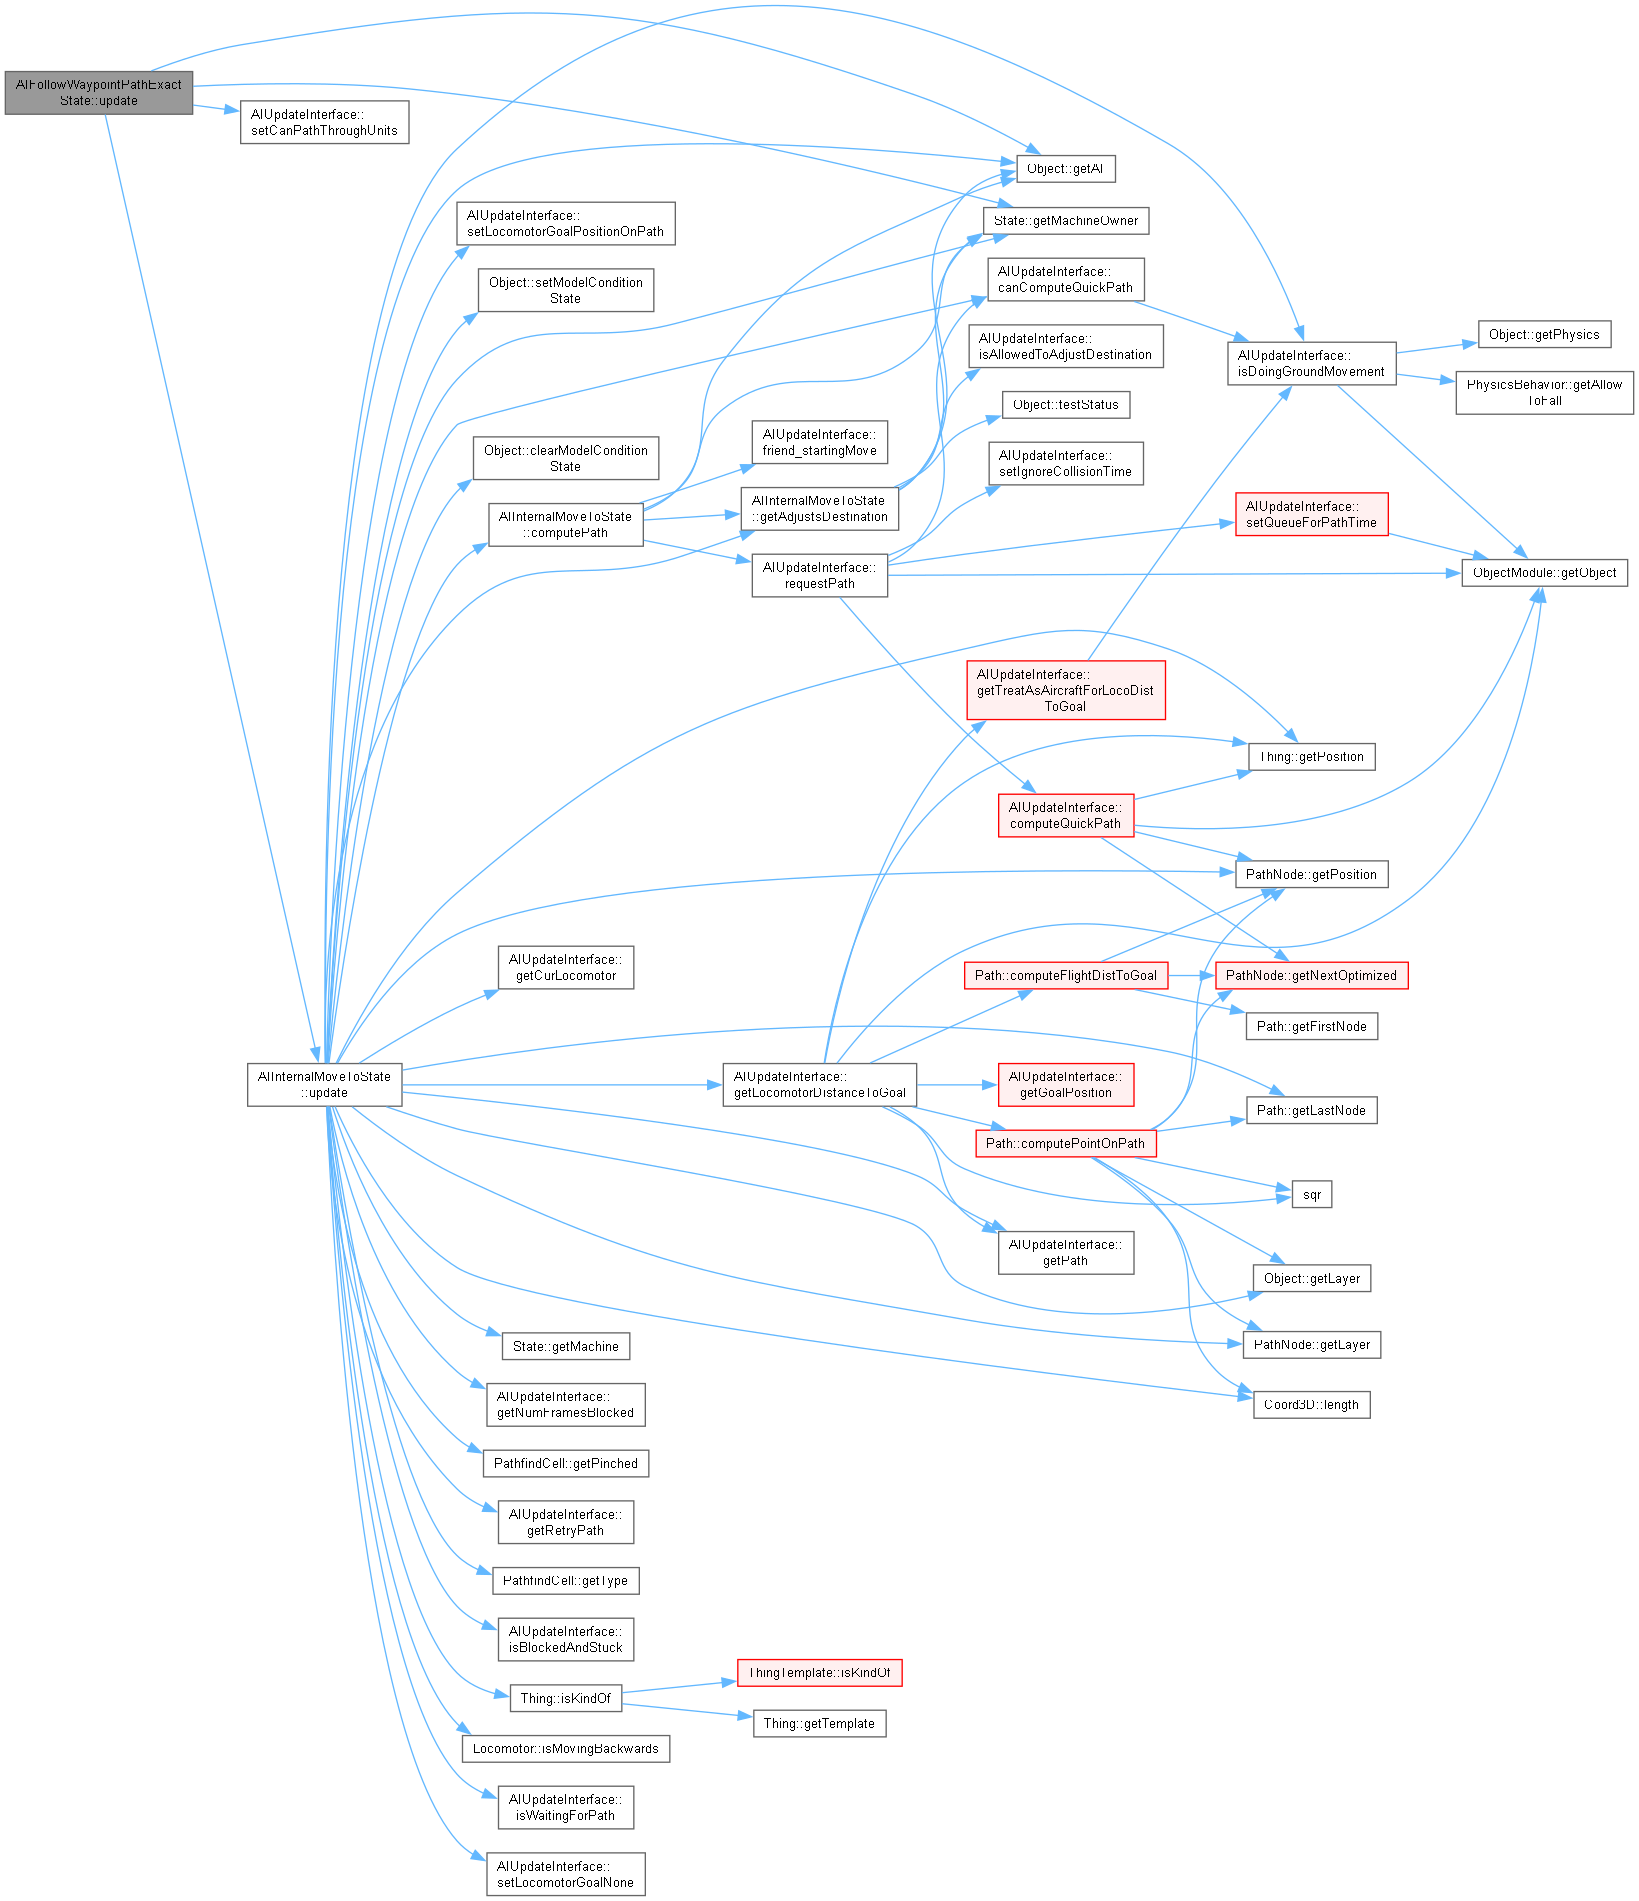 AIFollowWaypointPathExact
State::update
AIUpdateInterface::
setCanPathThroughUnits
Object::getAI
AIUpdateInterface::
setLocomotorGoalPositionOnPath
State::getMachineOwner
Object::setModelCondition
State
AIUpdateInterface::
canComputeQuickPath
AIUpdateInterface::
isAllowedToAdjustDestination
AIUpdateInterface::
isDoingGroundMovement
Object::getPhysics
PhysicsBehavior::getAllow
ToFall
Object::testStatus
Object::clearModelCondition
State
AIUpdateInterface::
friend_startingMove
AIUpdateInterface::
setIgnoreCollisionTime
AIInternalMoveToState
::computePath
AIInternalMoveToState
::getAdjustsDestination
AIUpdateInterface::
setQueueForPathTime
AIUpdateInterface::
requestPath
ObjectModule::getObject
AIUpdateInterface::
getTreatAsAircraftForLocoDist
ToGoal
Thing::getPosition
AIUpdateInterface::
computeQuickPath
PathNode::getPosition
AIUpdateInterface::
getCurLocomotor
Path::computeFlightDistToGoal
PathNode::getNextOptimized
Path::getFirstNode
AIInternalMoveToState
::update
AIUpdateInterface::
getLocomotorDistanceToGoal
AIUpdateInterface::
getGoalPosition
Path::getLastNode
Path::computePointOnPath
sqr
AIUpdateInterface::
getPath
Object::getLayer
State::getMachine
PathNode::getLayer
AIUpdateInterface::
getNumFramesBlocked
Coord3D::length
PathfindCell::getPinched
AIUpdateInterface::
getRetryPath
PathfindCell::getType
AIUpdateInterface::
isBlockedAndStuck
Thing::isKindOf
ThingTemplate::isKindOf
Thing::getTemplate
Locomotor::isMovingBackwards
AIUpdateInterface::
isWaitingForPath
AIUpdateInterface::
setLocomotorGoalNone